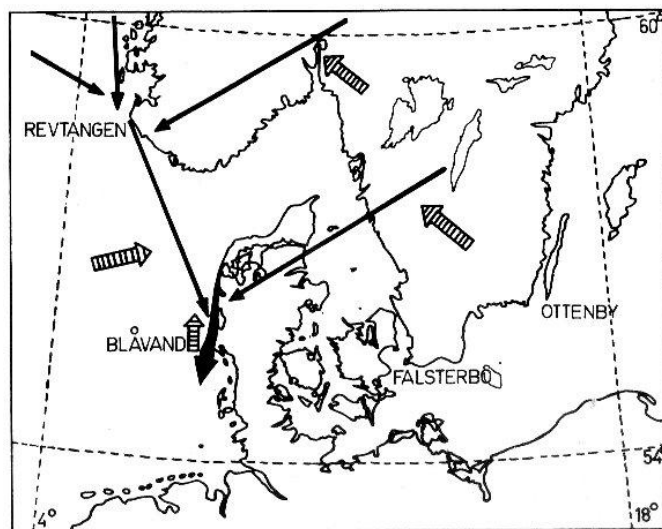 60°
REVTANGEN
OTTENBY
BLÅVAND
FALSTERBO
54°
4°
18°